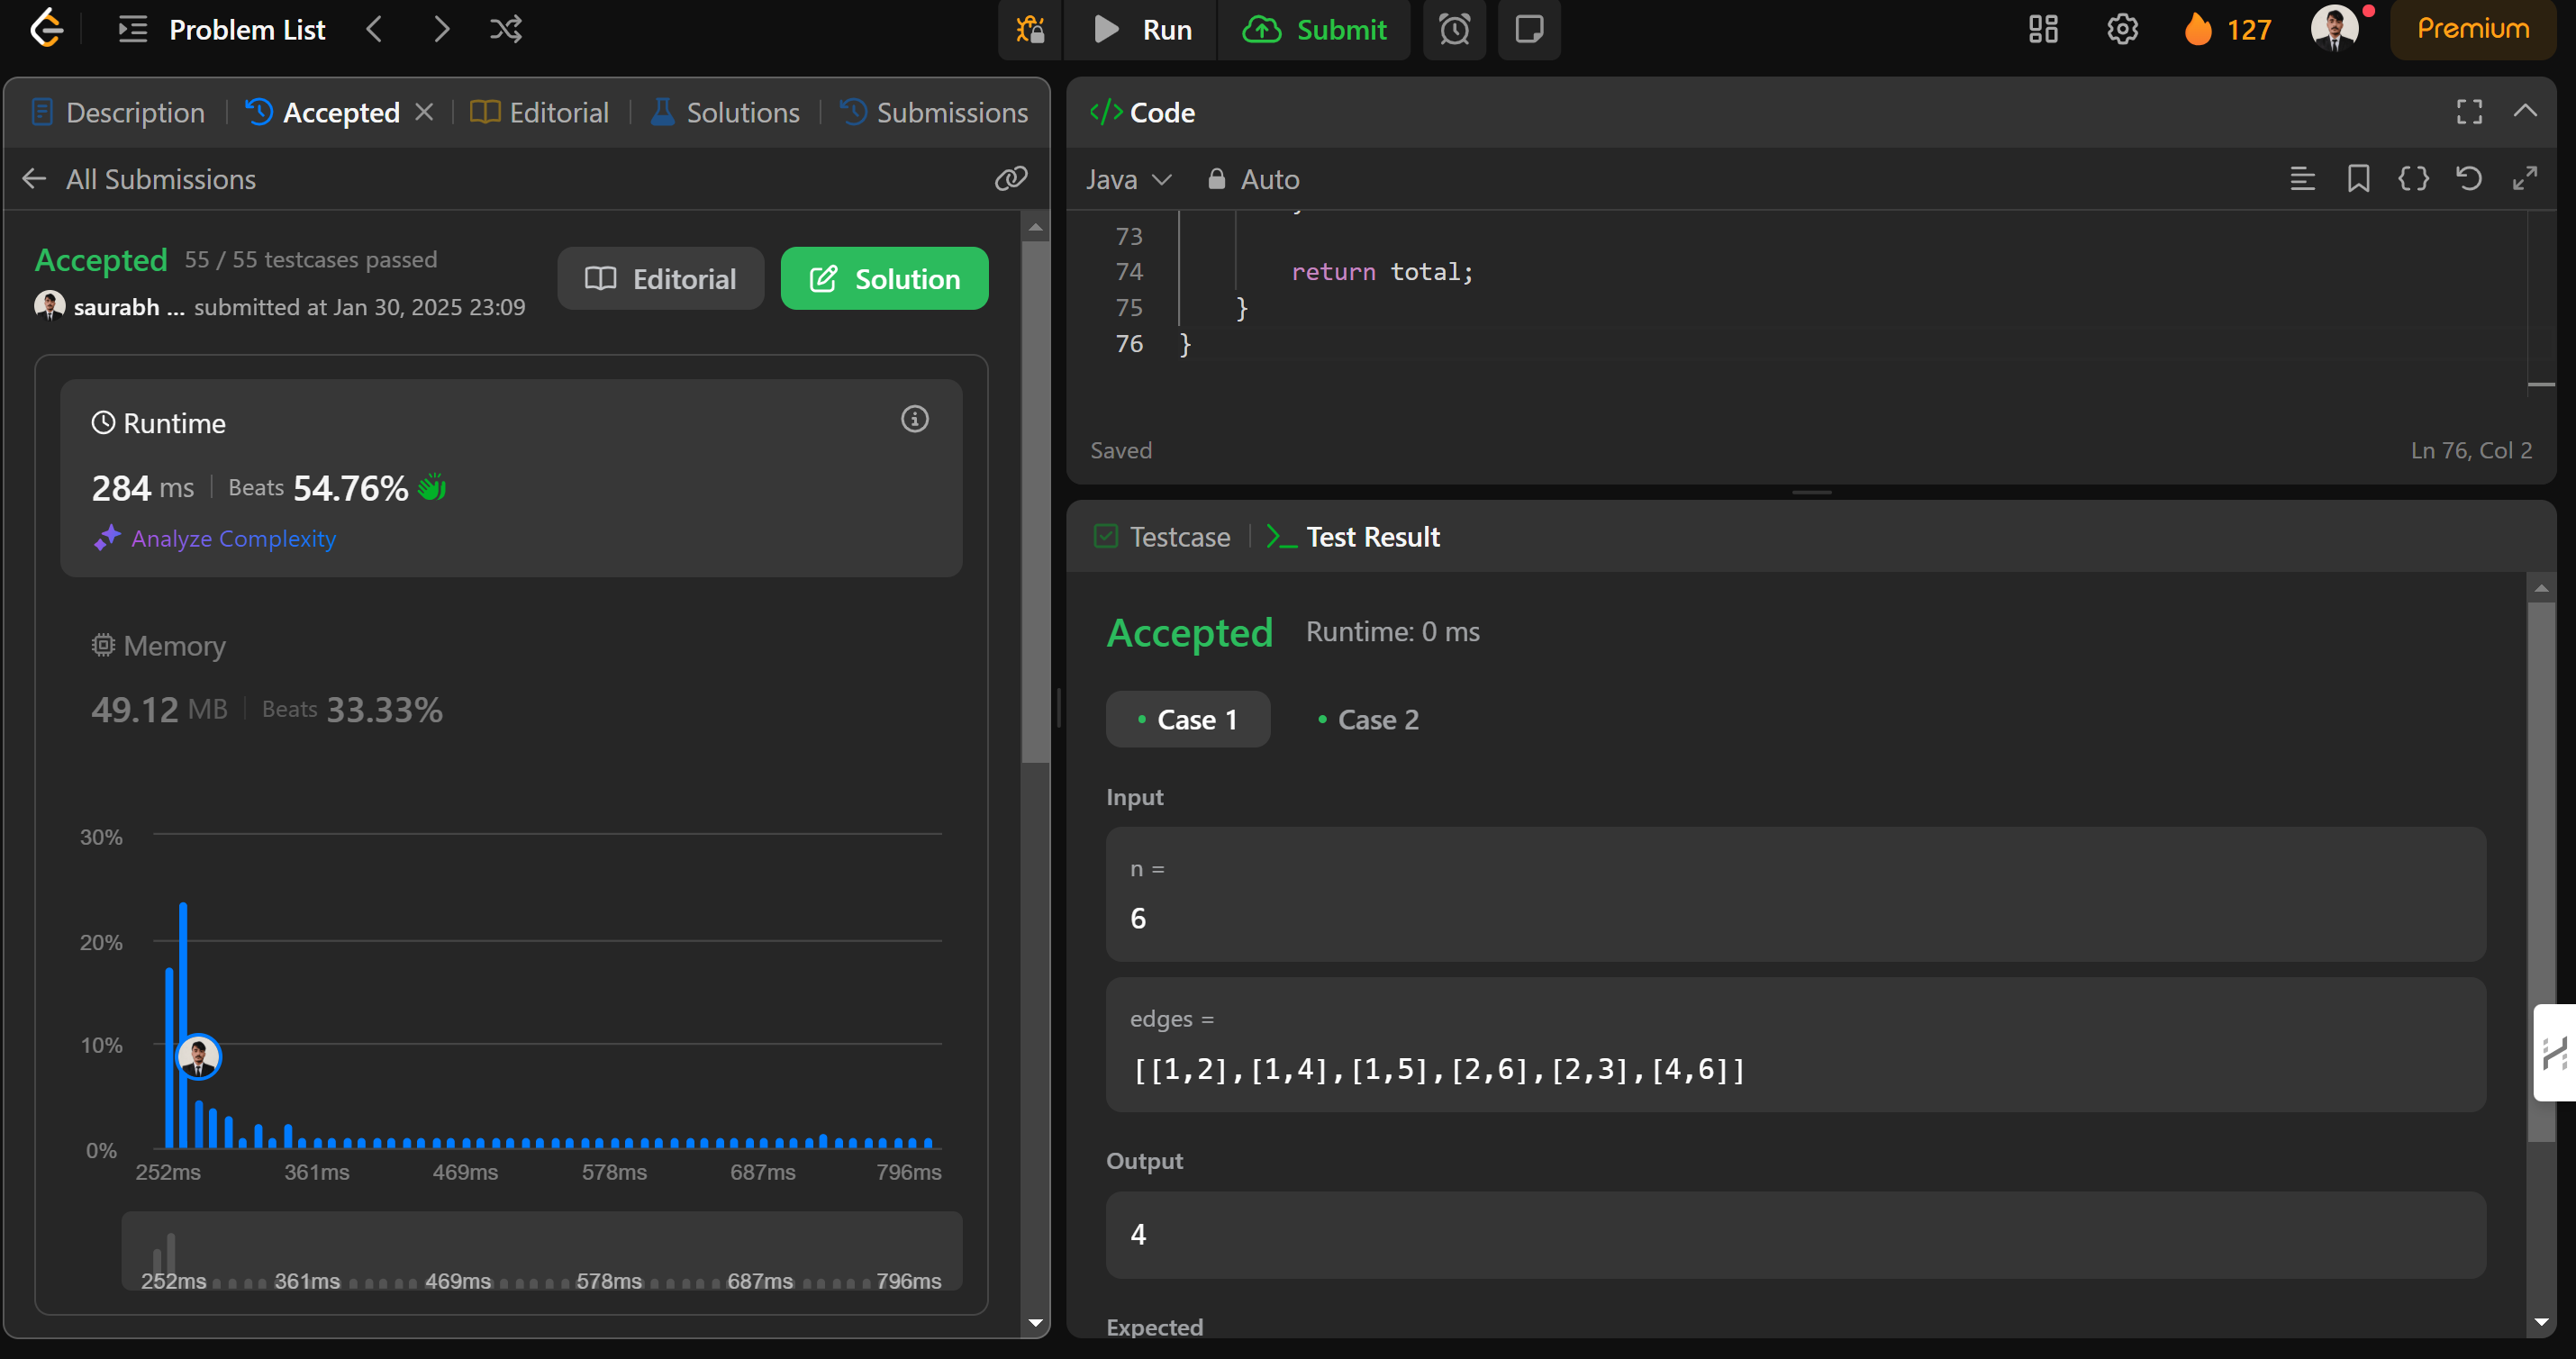 Problem List
Run
Submit
127
Premium
Description
Accepted
Editorial
Solutions
Submissions
All Submissions
Accepted 55 / 55 testcases passed
saurabh ... submitted at Jan 30, 2025 23:09
Editorial
Solution
Runtime
284 ms Beats 54.76%
Analyze Complexity
Memory
49.12 MB Beats 33.33%
30%
20%
10%
0%
252ms 361ms 469ms 578ms 687ms 796ms
252ms 361ms 469ms 578ms 687ms 796ms
</> Code
Java Auto
73
74 return total;
75 }
76 }
Saved
Ln 76, Col 2
Testcase
Test Result
Accepted Runtime: 0 ms
Case 1
Case 2
Input
n =
6
edges =
[[1,2],[1,4],[1,5],[2,6],[2,3],[4,6]]
Output
4
Expected